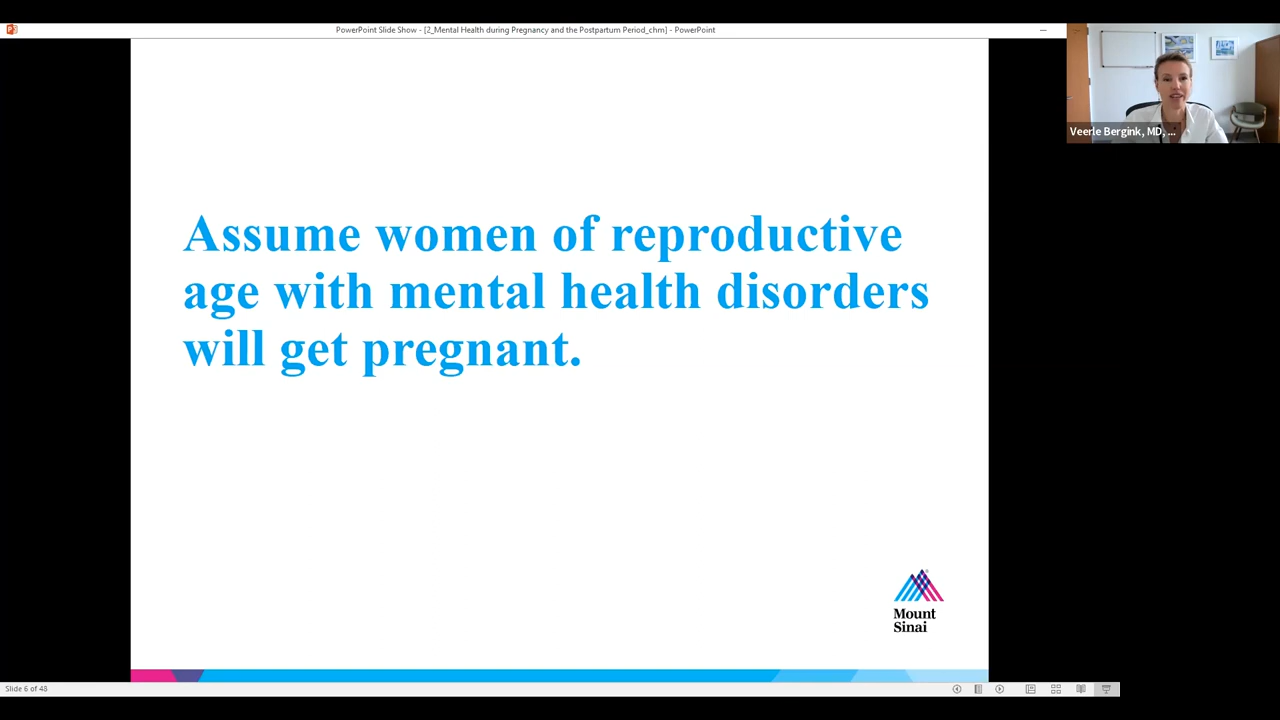 PowerPoint Slide Show - [2_Mental Health during Pregnancy and the Postpartum Period_chm] - PowerPoint
Veerle Bergink, MD, ...
Assume women of reproductive
age with mental health disorders
will get pregnant.
Mount
Sinai
Slide 6 of 48